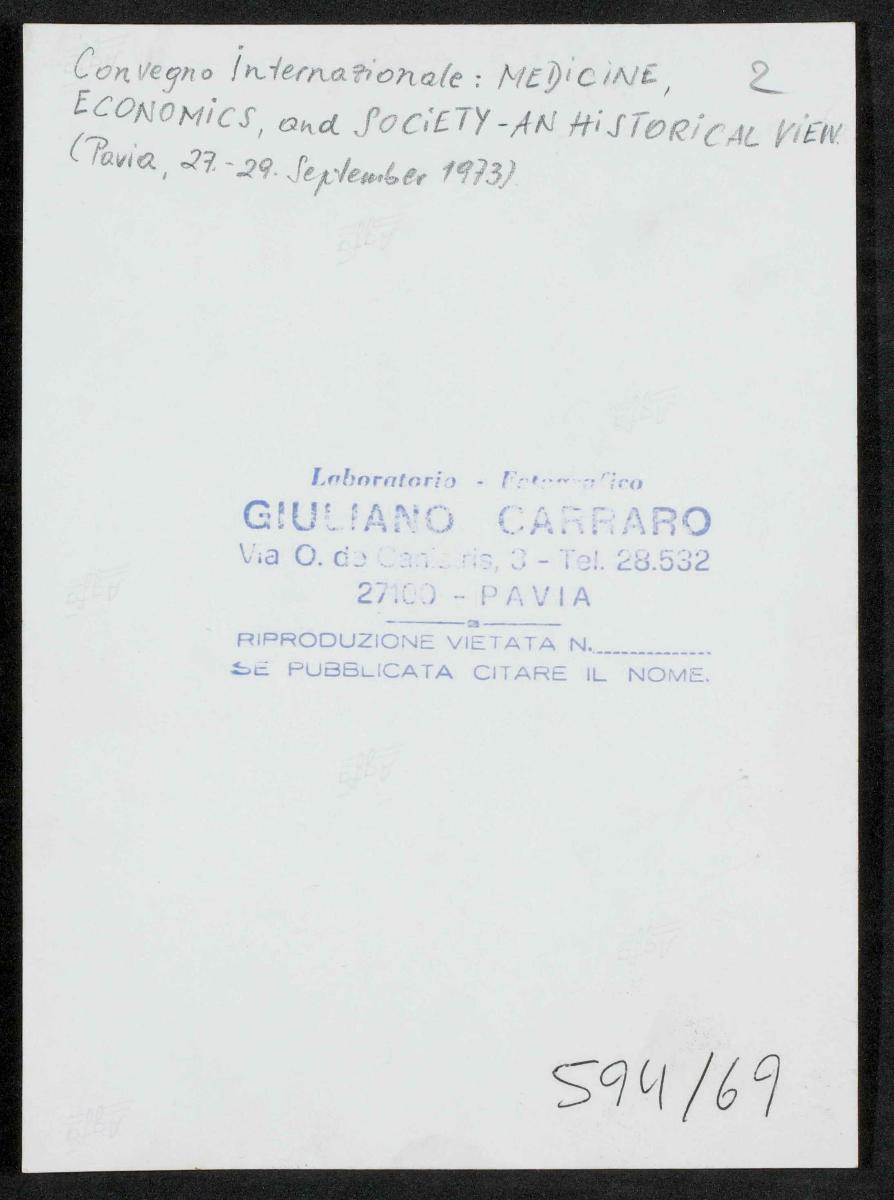 Convegno Internazionale: MEDICINE, 2
ECONOMICS, and SOCIETY - AN HISTORICAL VIEW.
(Pavia, 27. - 29. September 1973)
Laboratorio - Fotografico
GIULIANO CARRARO
Via O. de Canistris, 3 - Tel. 28.532
27100 - PAVIA
RIPRODUZIONE VIETATA N.
SE PUBBLICATA CITARE IL NOME.
594/69